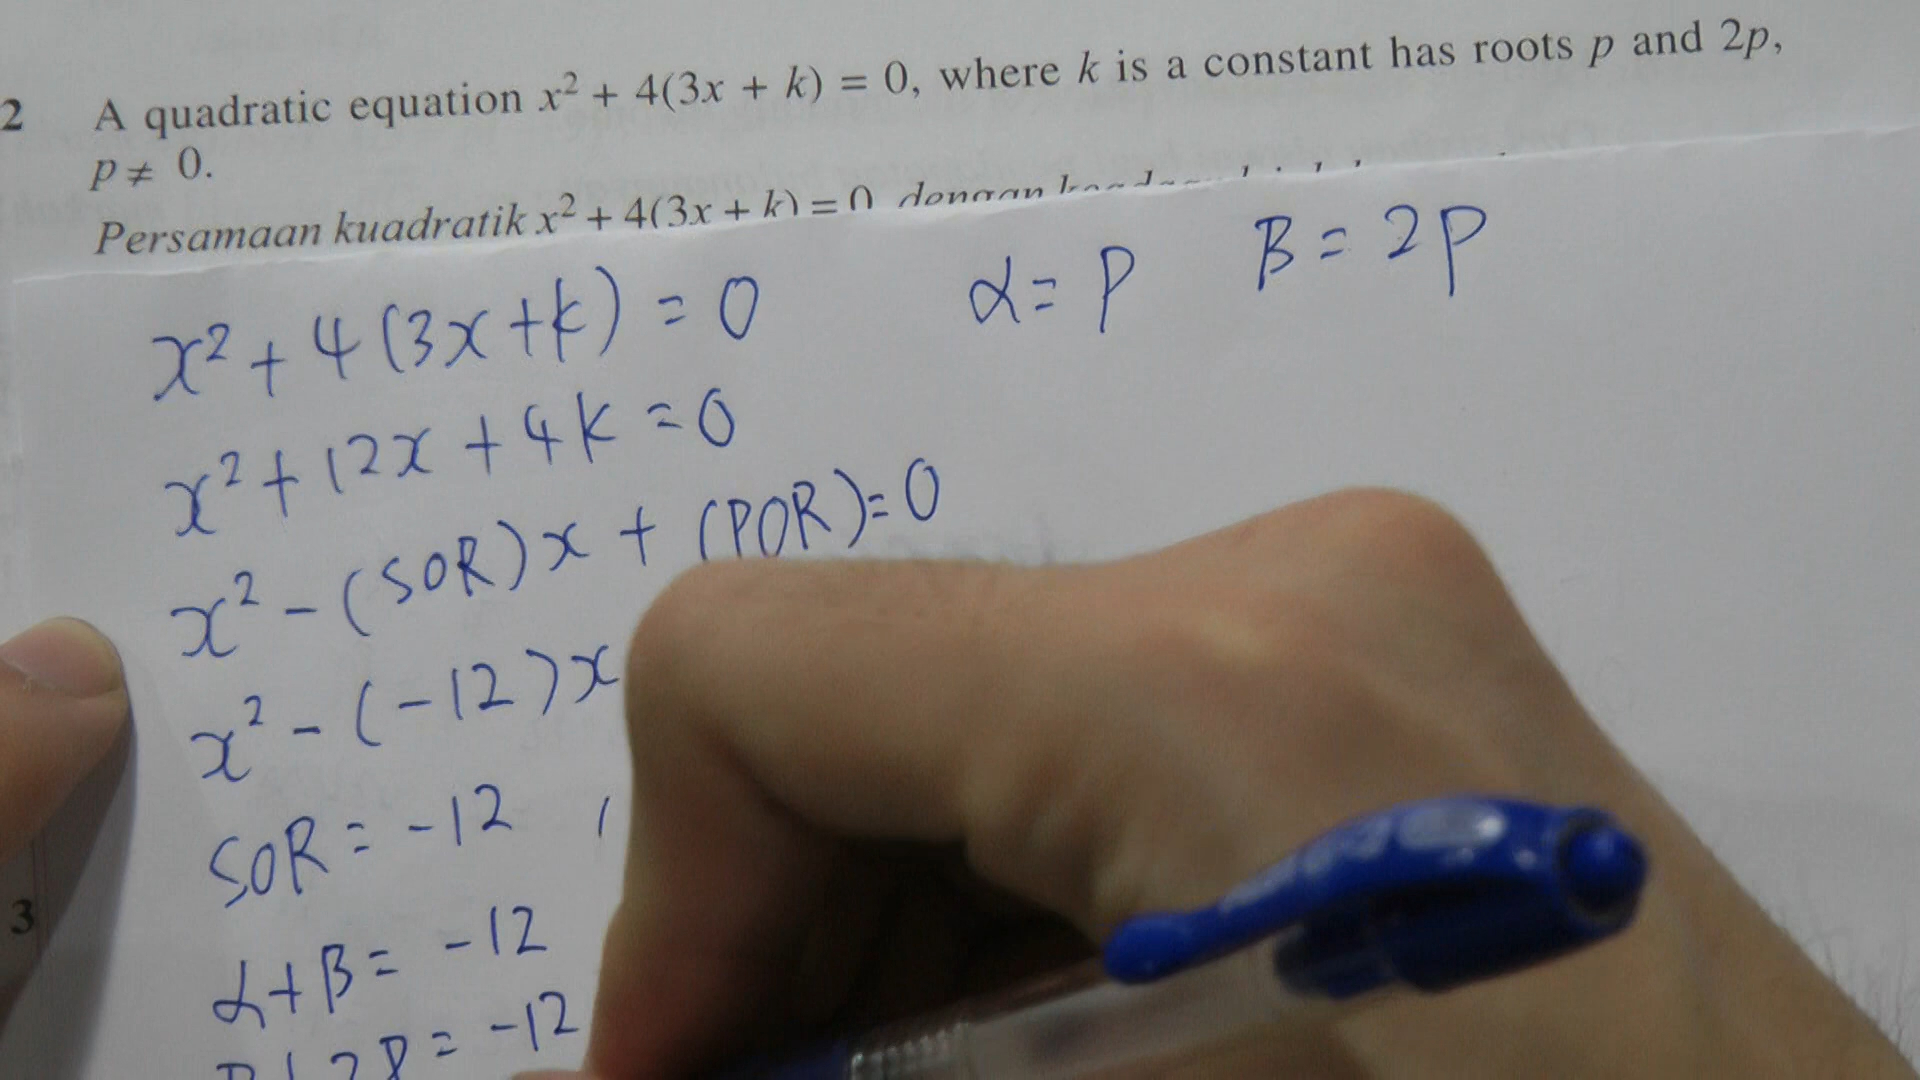 2 A quadratic equation x² + 4(3x + k) = 0, where k is a constant has roots p and 2p,
p ≠ 0.
Persamaan kuadratik x² + 4(3x + k) = 0, dengan
x² + 4(3x+k) = 0 α = P β = 2P
x² + 12x + 4k = 0
x² - (SOR)x + (POR) = 0
x² - (-12)x
SOR = -12 ,
α+β = -12
P+2P = -12
3